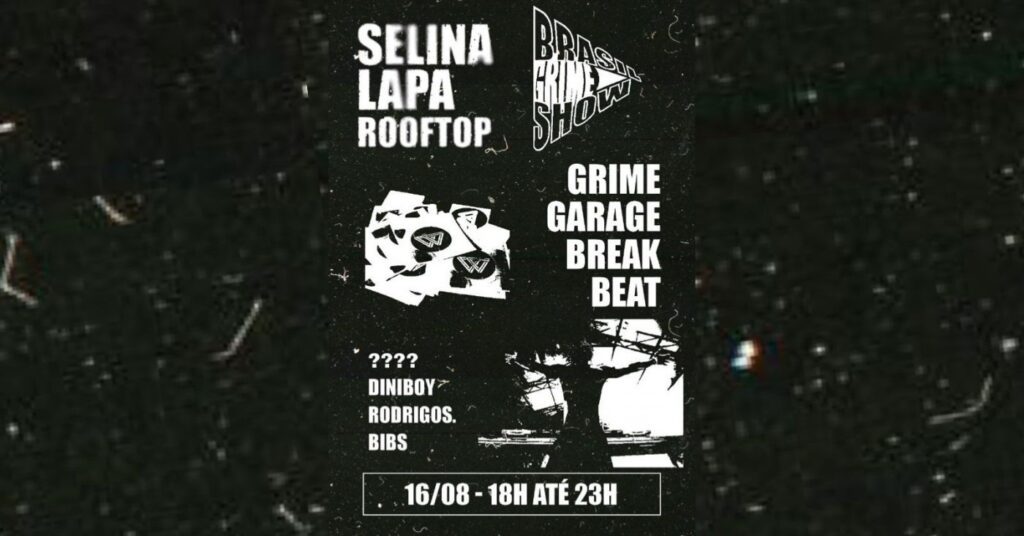 SELINA
LAPA
ROOFTOP
BRASIL
GRIME
SHOW
GRIME
GARAGE
BREAK
BEAT
????
DINIBOY
RODRIGOS.
BIBS
16/08 - 18H ATÉ 23H